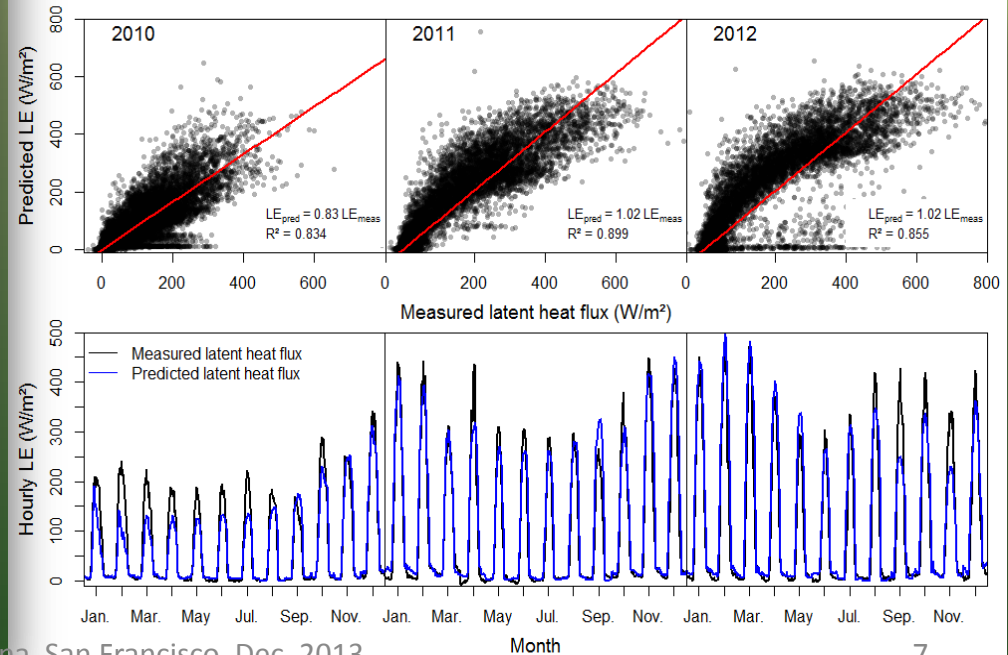 2010
2011
2012
Predicted LE (W/m²)
800
600
400
200
0
LEpred = 0.83 LEmeas
R² = 0.834
LEpred = 1.02 LEmeas
R² = 0.899
LEpred = 1.02 LEmeas
R² = 0.855
0 200 400 600 0 200 400 600 0 200 400 600 800
Measured latent heat flux (W/m²)
Hourly LE (W/m²)
500
400
300
200
100
0
Measured latent heat flux
Predicted latent heat flux
Jan. Mar. May Jul. Sep. Nov. Jan. Mar. May Jul. Sep. Nov. Jan. Mar. May Jul. Sep. Nov.
Month
San Francisco, Dec. 2013
7